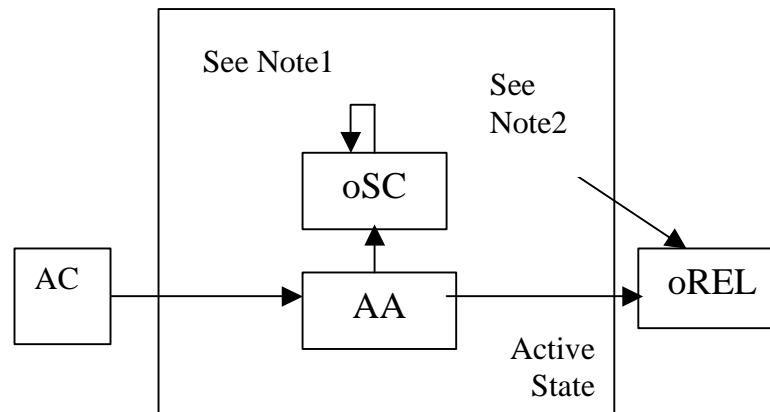 See Note1
See
Note2
oSC
AC
AA
oREL
Active
State